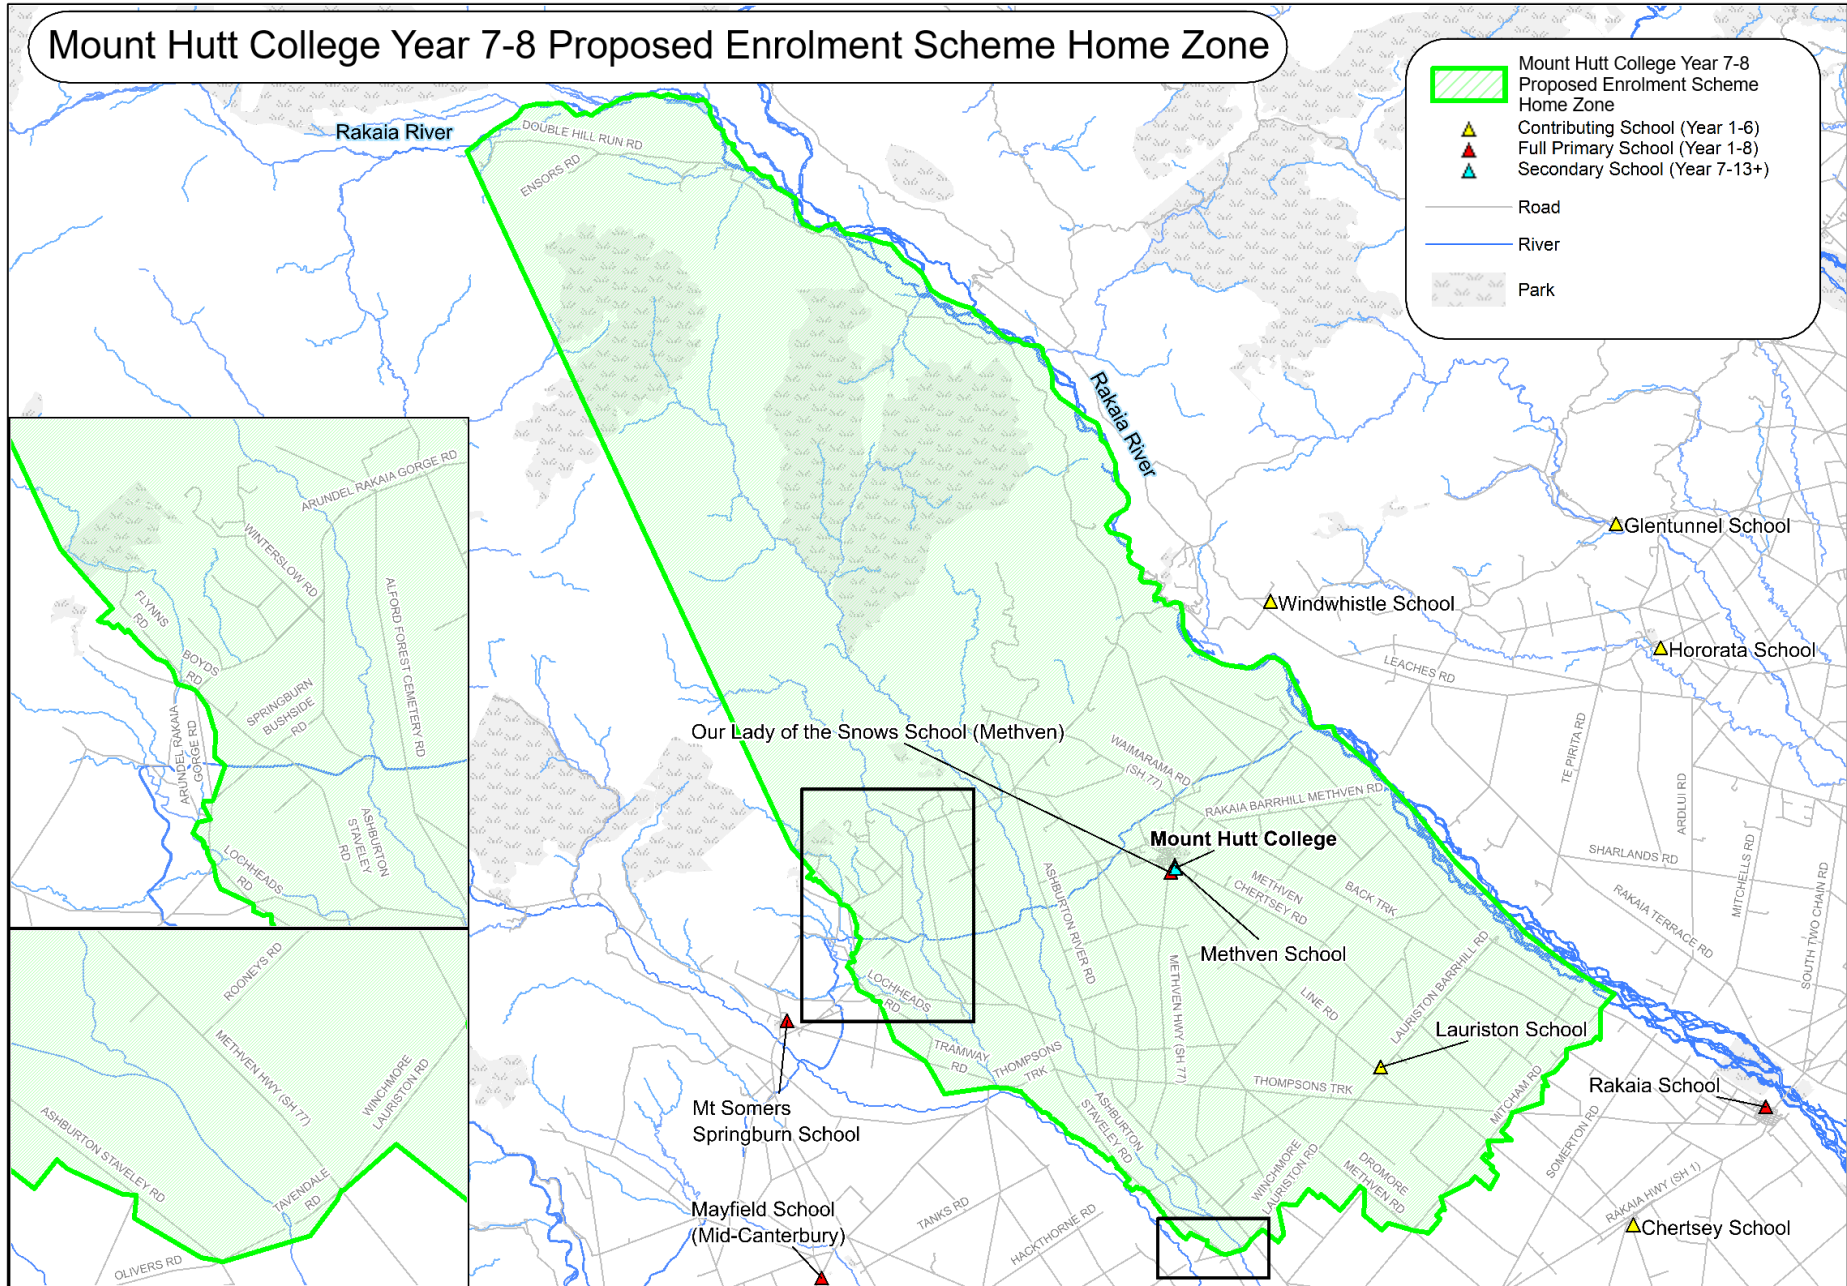 Mount Hutt College Year 7-8 Proposed Enrolment Scheme Home Zone
Mount Hutt College Year 7-8
Proposed Enrolment Scheme
Home Zone
Contributing School (Year 1-6)
Full Primary School (Year 1-8)
Secondary School (Year 7-13+)
Road
River
Park
Rakaia River
DOUBLE HILL RUN RD
ENSORS RD
Rakaia River
Glentunnel School
Windwhistle School
Hororata School
LEACHES RD
TE PIRITA RD
ARDLUI RD
MITCHELLS RD
SOUTH TWO CHAIN RD
SHARLANDS RD
RAKAIA TERRACE RD
Our Lady of the Snows School (Methven)
WAIMARAMA RD
(SH 77)
RAKAIA BARRHILL METHVEN RD
Mount Hutt College
METHVEN
CHERTSEY RD
BACK TRK
ASHBURTON RIVER RD
Methven School
METHVEN HWY (SH 77)
LINE RD
LAURISTON BARRHILL RD
LOCHHEADS
RD
Lauriston School
TRAMWAY
RD
THOMPSONS
TRK
THOMPSONS TRK
MITCHAM RD
Rakaia School
SOMERTON RD
Mt Somers
Springburn School
ASHBURTON
STAVELEY RD
WINCHMORE
LAURISTON RD
DROMORE
METHVEN RD
RAKAIA HWY (SH 1)
Chertsey School
Mayfield School
(Mid-Canterbury)
TANKS RD
HACKTHORNE RD
ARUNDEL RAKAIA GORGE RD
WINTERSLOW RD
ALFORD FOREST CEMETERY RD
FLYNNS
RD
BOYDS
RD
SPRINGBURN
BUSHSIDE
RD
ARUNDEL RAKAIA
GORGE RD
ASHBURTON
STAVELEY
RD
LOCHHEADS
RD
ROONEYS RD
METHVEN HWY (SH 77)
WINCHMORE
LAURISTON RD
ASHBURTON STAVELEY RD
TAVENDALE
RD
OLIVERS RD